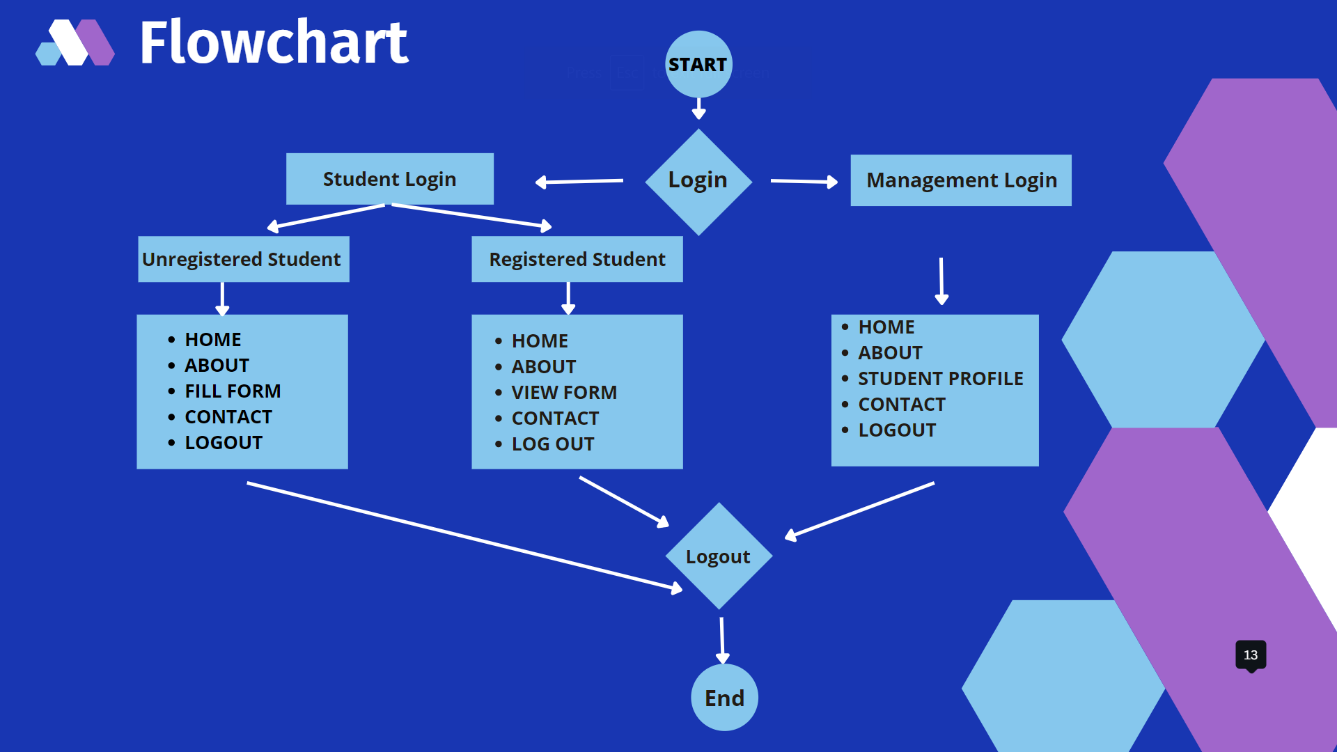 Flowchart
START
Login
Student Login
Management Login
Unregistered Student
Registered Student
• HOME
• ABOUT
• FILL FORM
• CONTACT
• LOGOUT
• HOME
• ABOUT
• VIEW FORM
• CONTACT
• LOG OUT
• HOME
• ABOUT
• STUDENT PROFILE
• CONTACT
• LOGOUT
Logout
End
13